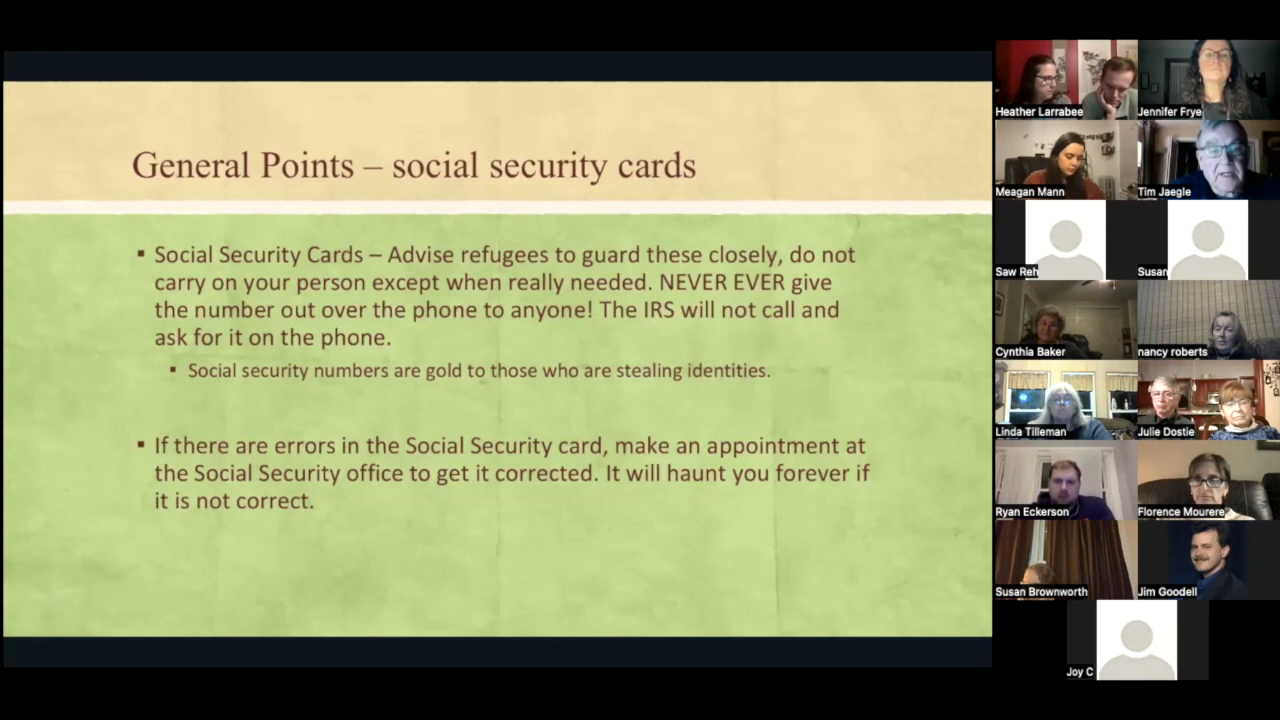 General Points – social security cards
▪ Social Security Cards – Advise refugees to guard these closely, do not
carry on your person except when really needed. NEVER EVER give
the number out over the phone to anyone! The IRS will not call and
ask for it on the phone.
▪ Social security numbers are gold to those who are stealing identities.
▪ If there are errors in the Social Security card, make an appointment at
the Social Security office to get it corrected. It will haunt you forever if
it is not correct.
Heather Larrabee
Jennifer Frye
Meagan Mann
Tim Jaegle
Saw Reh
Susan
Cynthia Baker
nancy roberts
Linda Tilleman
Julie Dostie
Ryan Eckerson
Florence Mourere
Susan Brownworth
Jim Goodell
Joy C